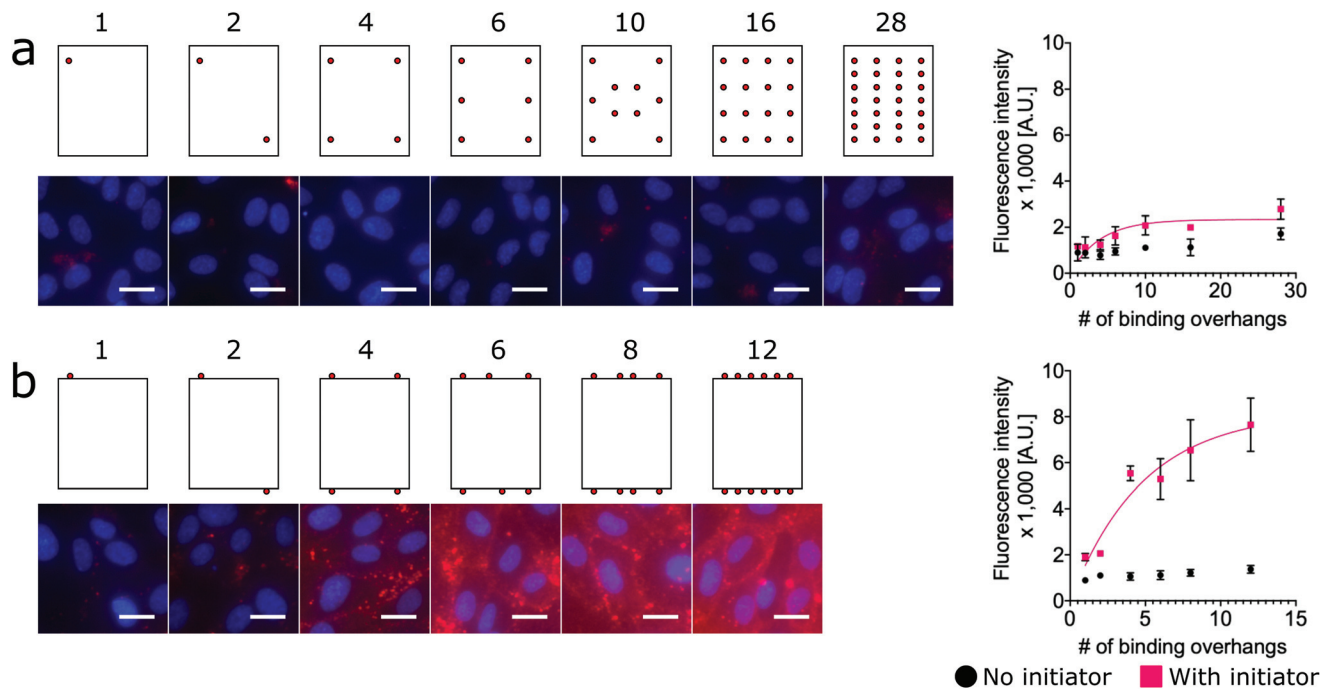 a
1 2 4 6 10 16 28
10
8
6
4
2
0
0 10 20 30
Fluorescence intensity
x 1,000 [A.U.]
# of binding overhangs
b
1 2 4 6 8 12
10
8
6
4
2
0
0 5 10 15
Fluorescence intensity
x 1,000 [A.U.]
# of binding overhangs
No initiator With initiator